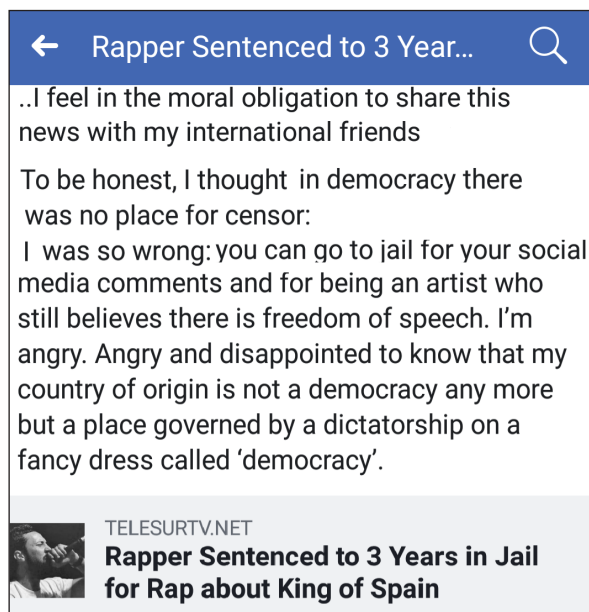 Rapper Sentenced to 3 Year...
..I feel in the moral obligation to share this
news with my international friends
To be honest, I thought in democracy there
was no place for censor:
I was so wrong: you can go to jail for your social
media comments and for being an artist who
still believes there is freedom of speech. I’m
angry. Angry and disappointed to know that my
country of origin is not a democracy any more
but a place governed by a dictatorship on a
fancy dress called ‘democracy’.
TELESURTV.NET
Rapper Sentenced to 3 Years in Jail
for Rap about King of Spain